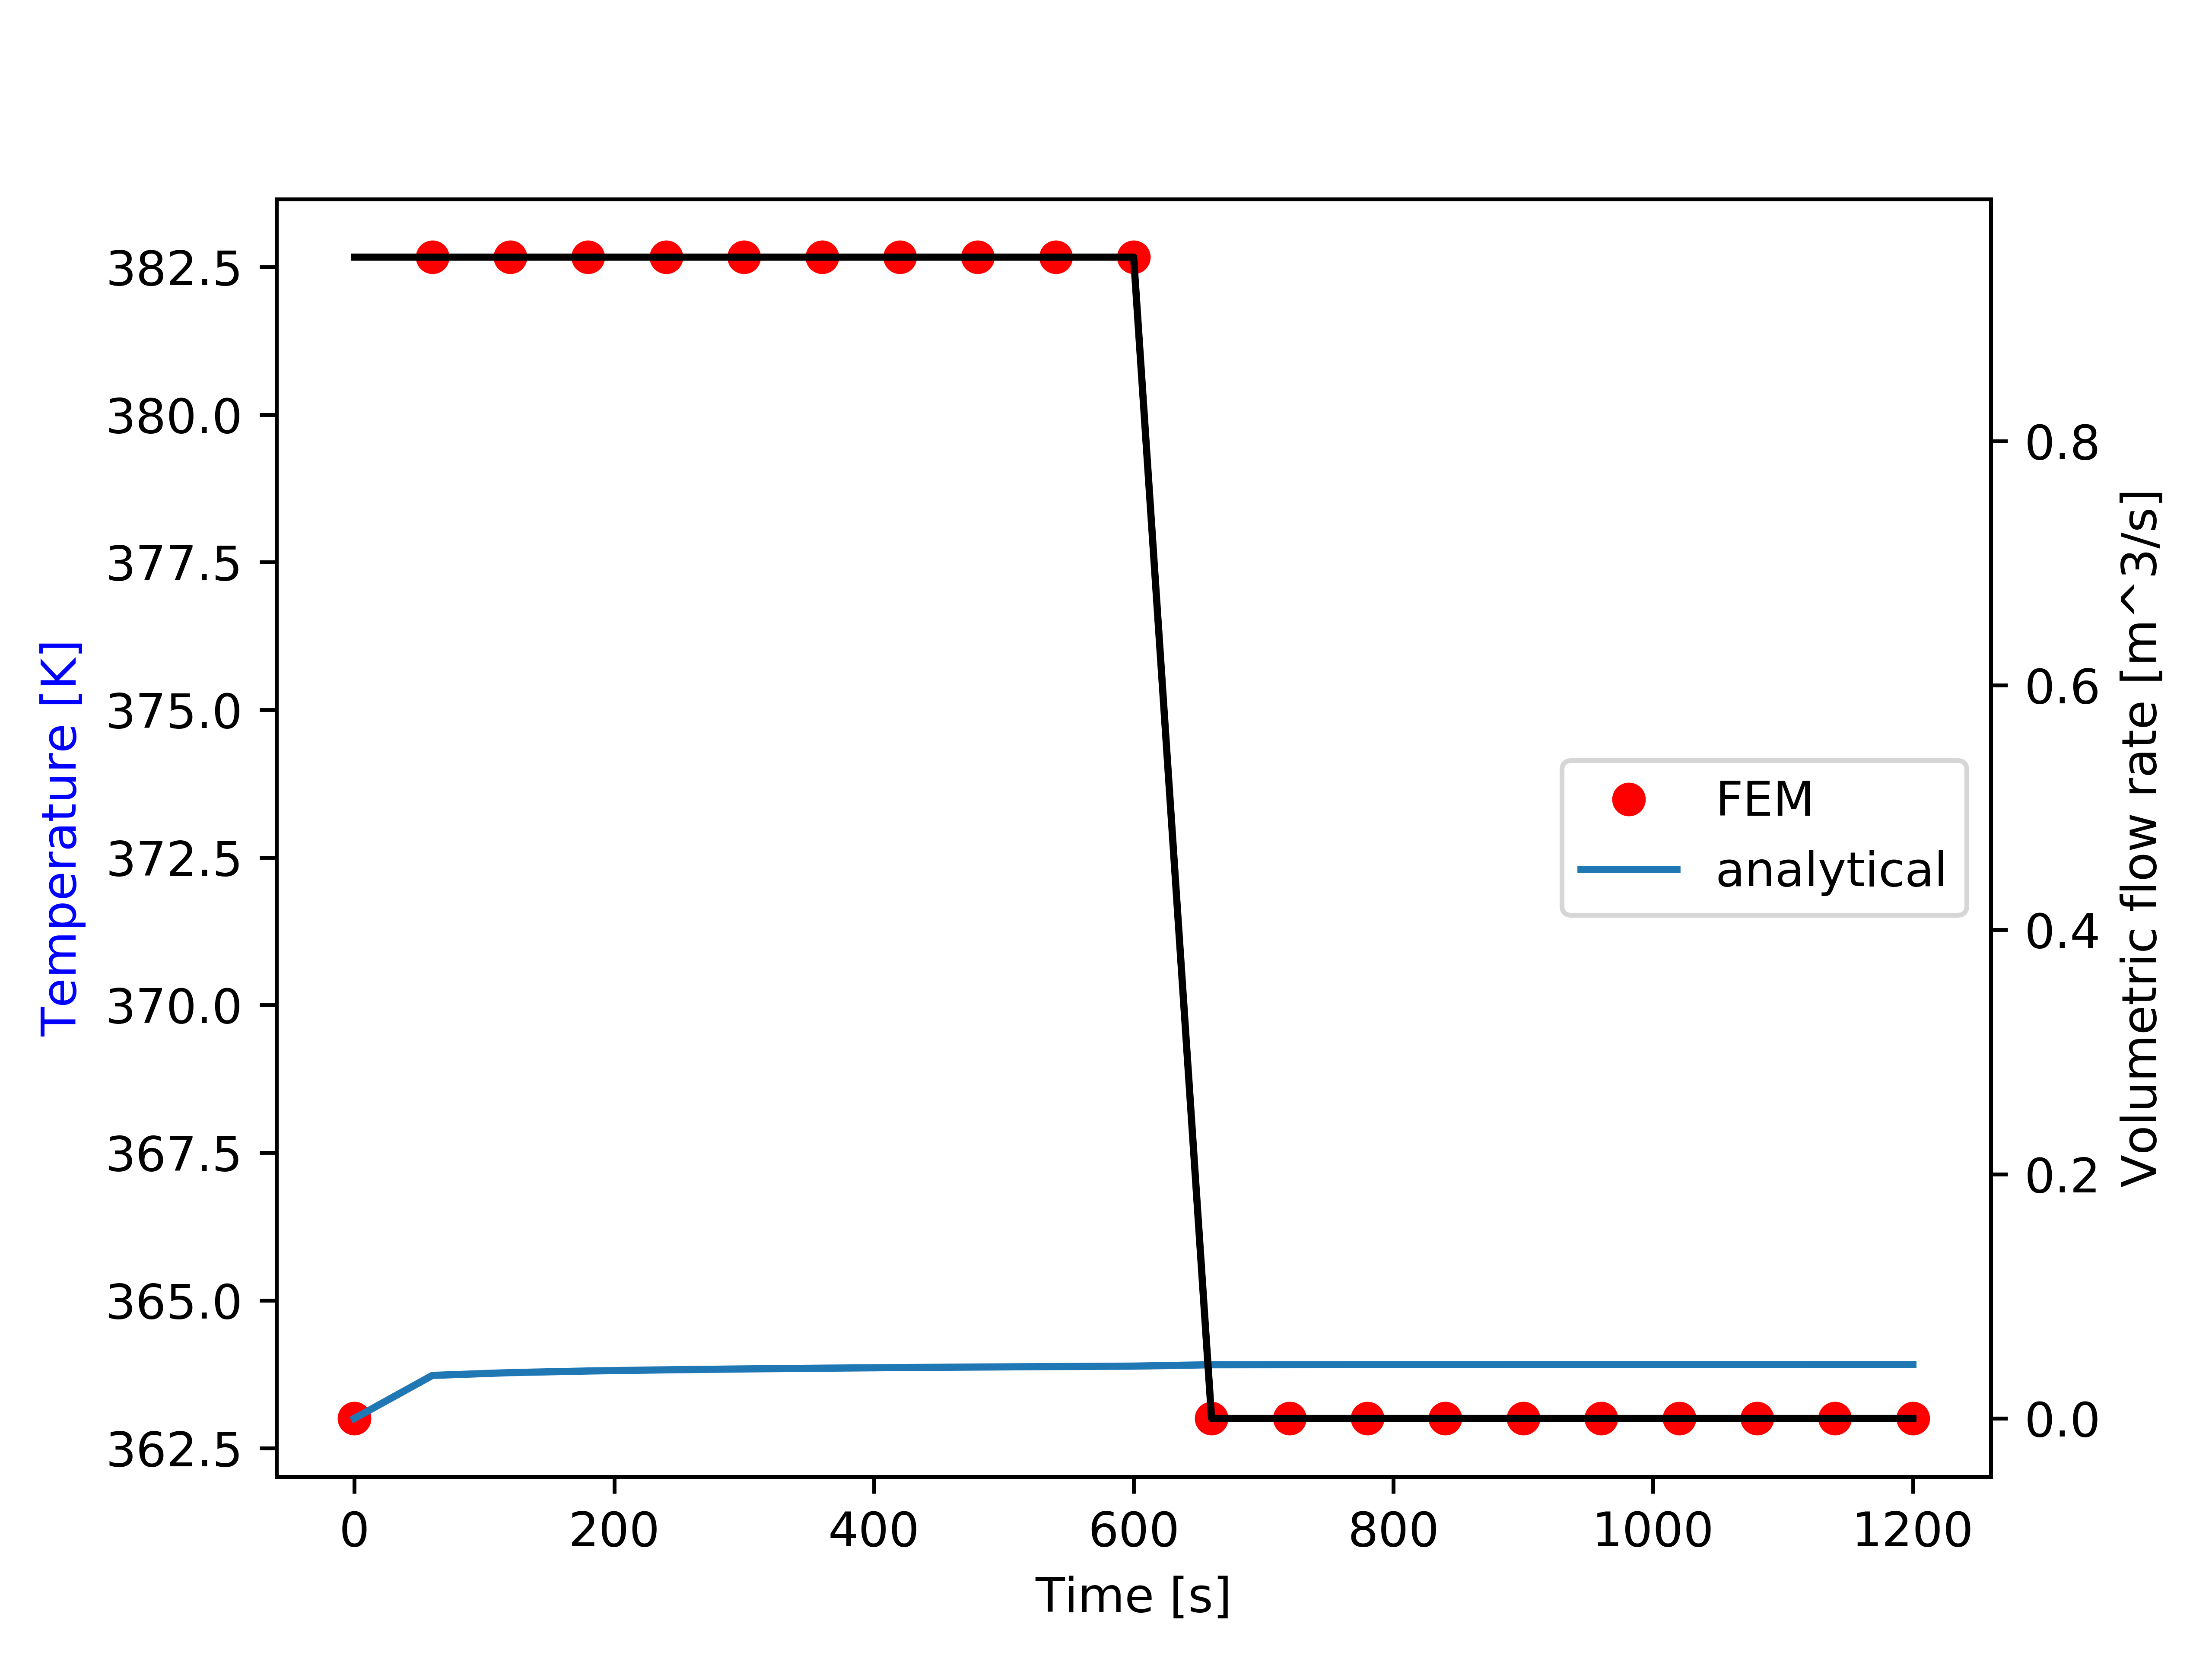 382.5
380.0
377.5
375.0
372.5
370.0
367.5
365.0
362.5
Temperature [K]
0.8
0.6
0.4
0.2
0.0
Volumetric flow rate [m^3/s]
FEM
analytical
0 200 400 600 800 1000 1200
Time [s]